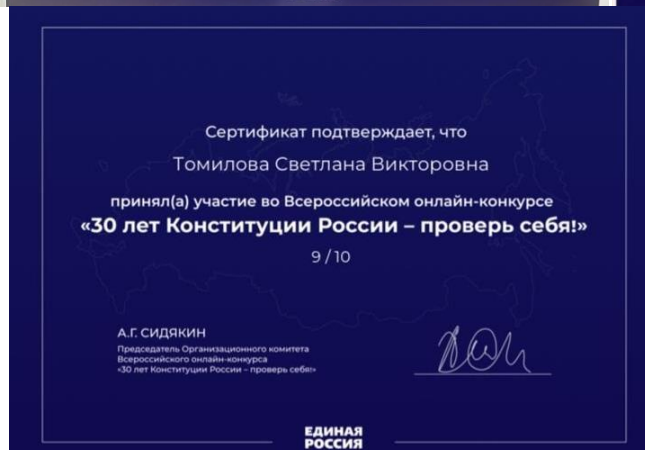 Сертификат подтверждает, что
Томилова Светлана Викторовна
принял(а) участие во Всероссийском онлайн-конкурсе
«30 лет Конституции России – проверь себя!»
9 / 10
А.Г. СИДЯКИН
Председатель Организационного комитета
Всероссийского онлайн-конкурса
«30 лет Конституции России – проверь себя!»
ЕДИНАЯ
РОССИЯ